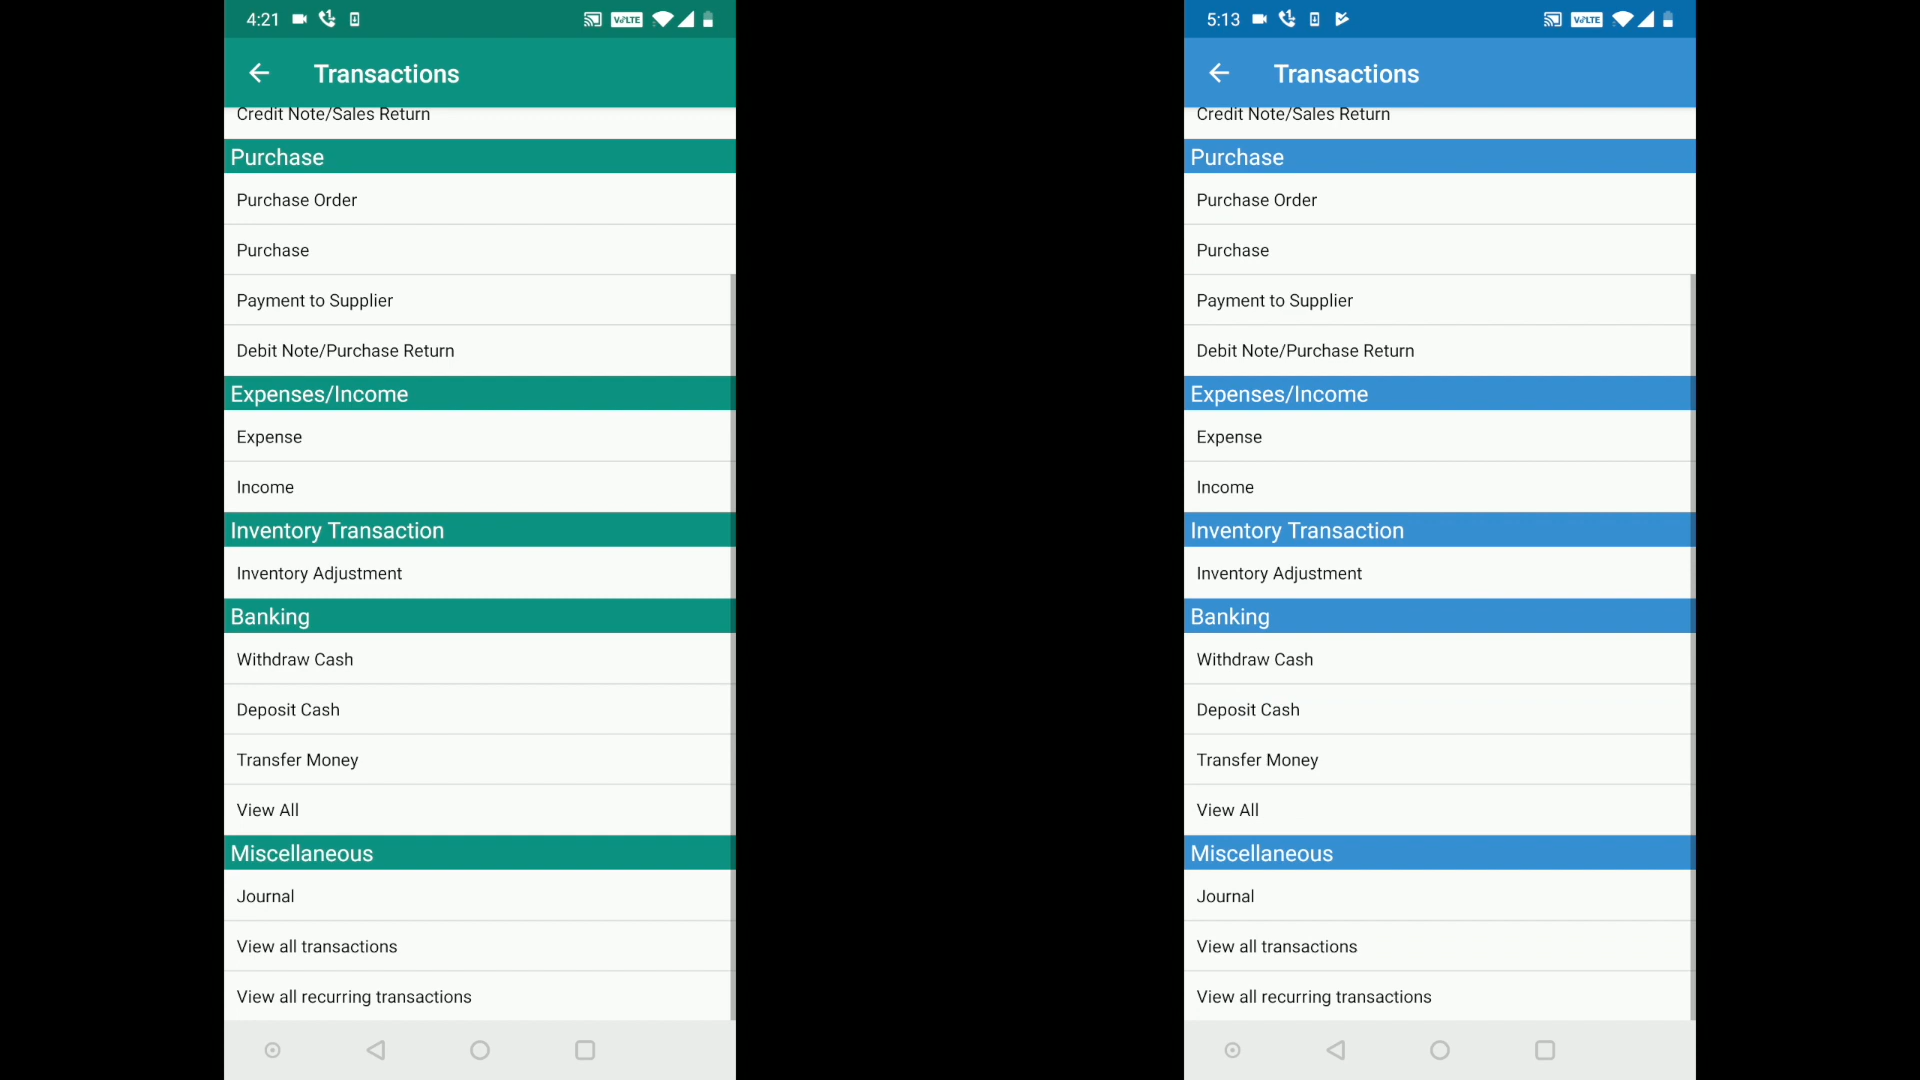 4:21
VoLTE
Transactions
Credit Note/Sales Return
Purchase
Purchase Order
Purchase
Payment to Supplier
Debit Note/Purchase Return
Expenses/Income
Expense
Income
Inventory Transaction
Inventory Adjustment
Banking
Withdraw Cash
Deposit Cash
Transfer Money
View All
Miscellaneous
Journal
View all transactions
View all recurring transactions
5:13
VoLTE
Transactions
Credit Note/Sales Return
Purchase
Purchase Order
Purchase
Payment to Supplier
Debit Note/Purchase Return
Expenses/Income
Expense
Income
Inventory Transaction
Inventory Adjustment
Banking
Withdraw Cash
Deposit Cash
Transfer Money
View All
Miscellaneous
Journal
View all transactions
View all recurring transactions